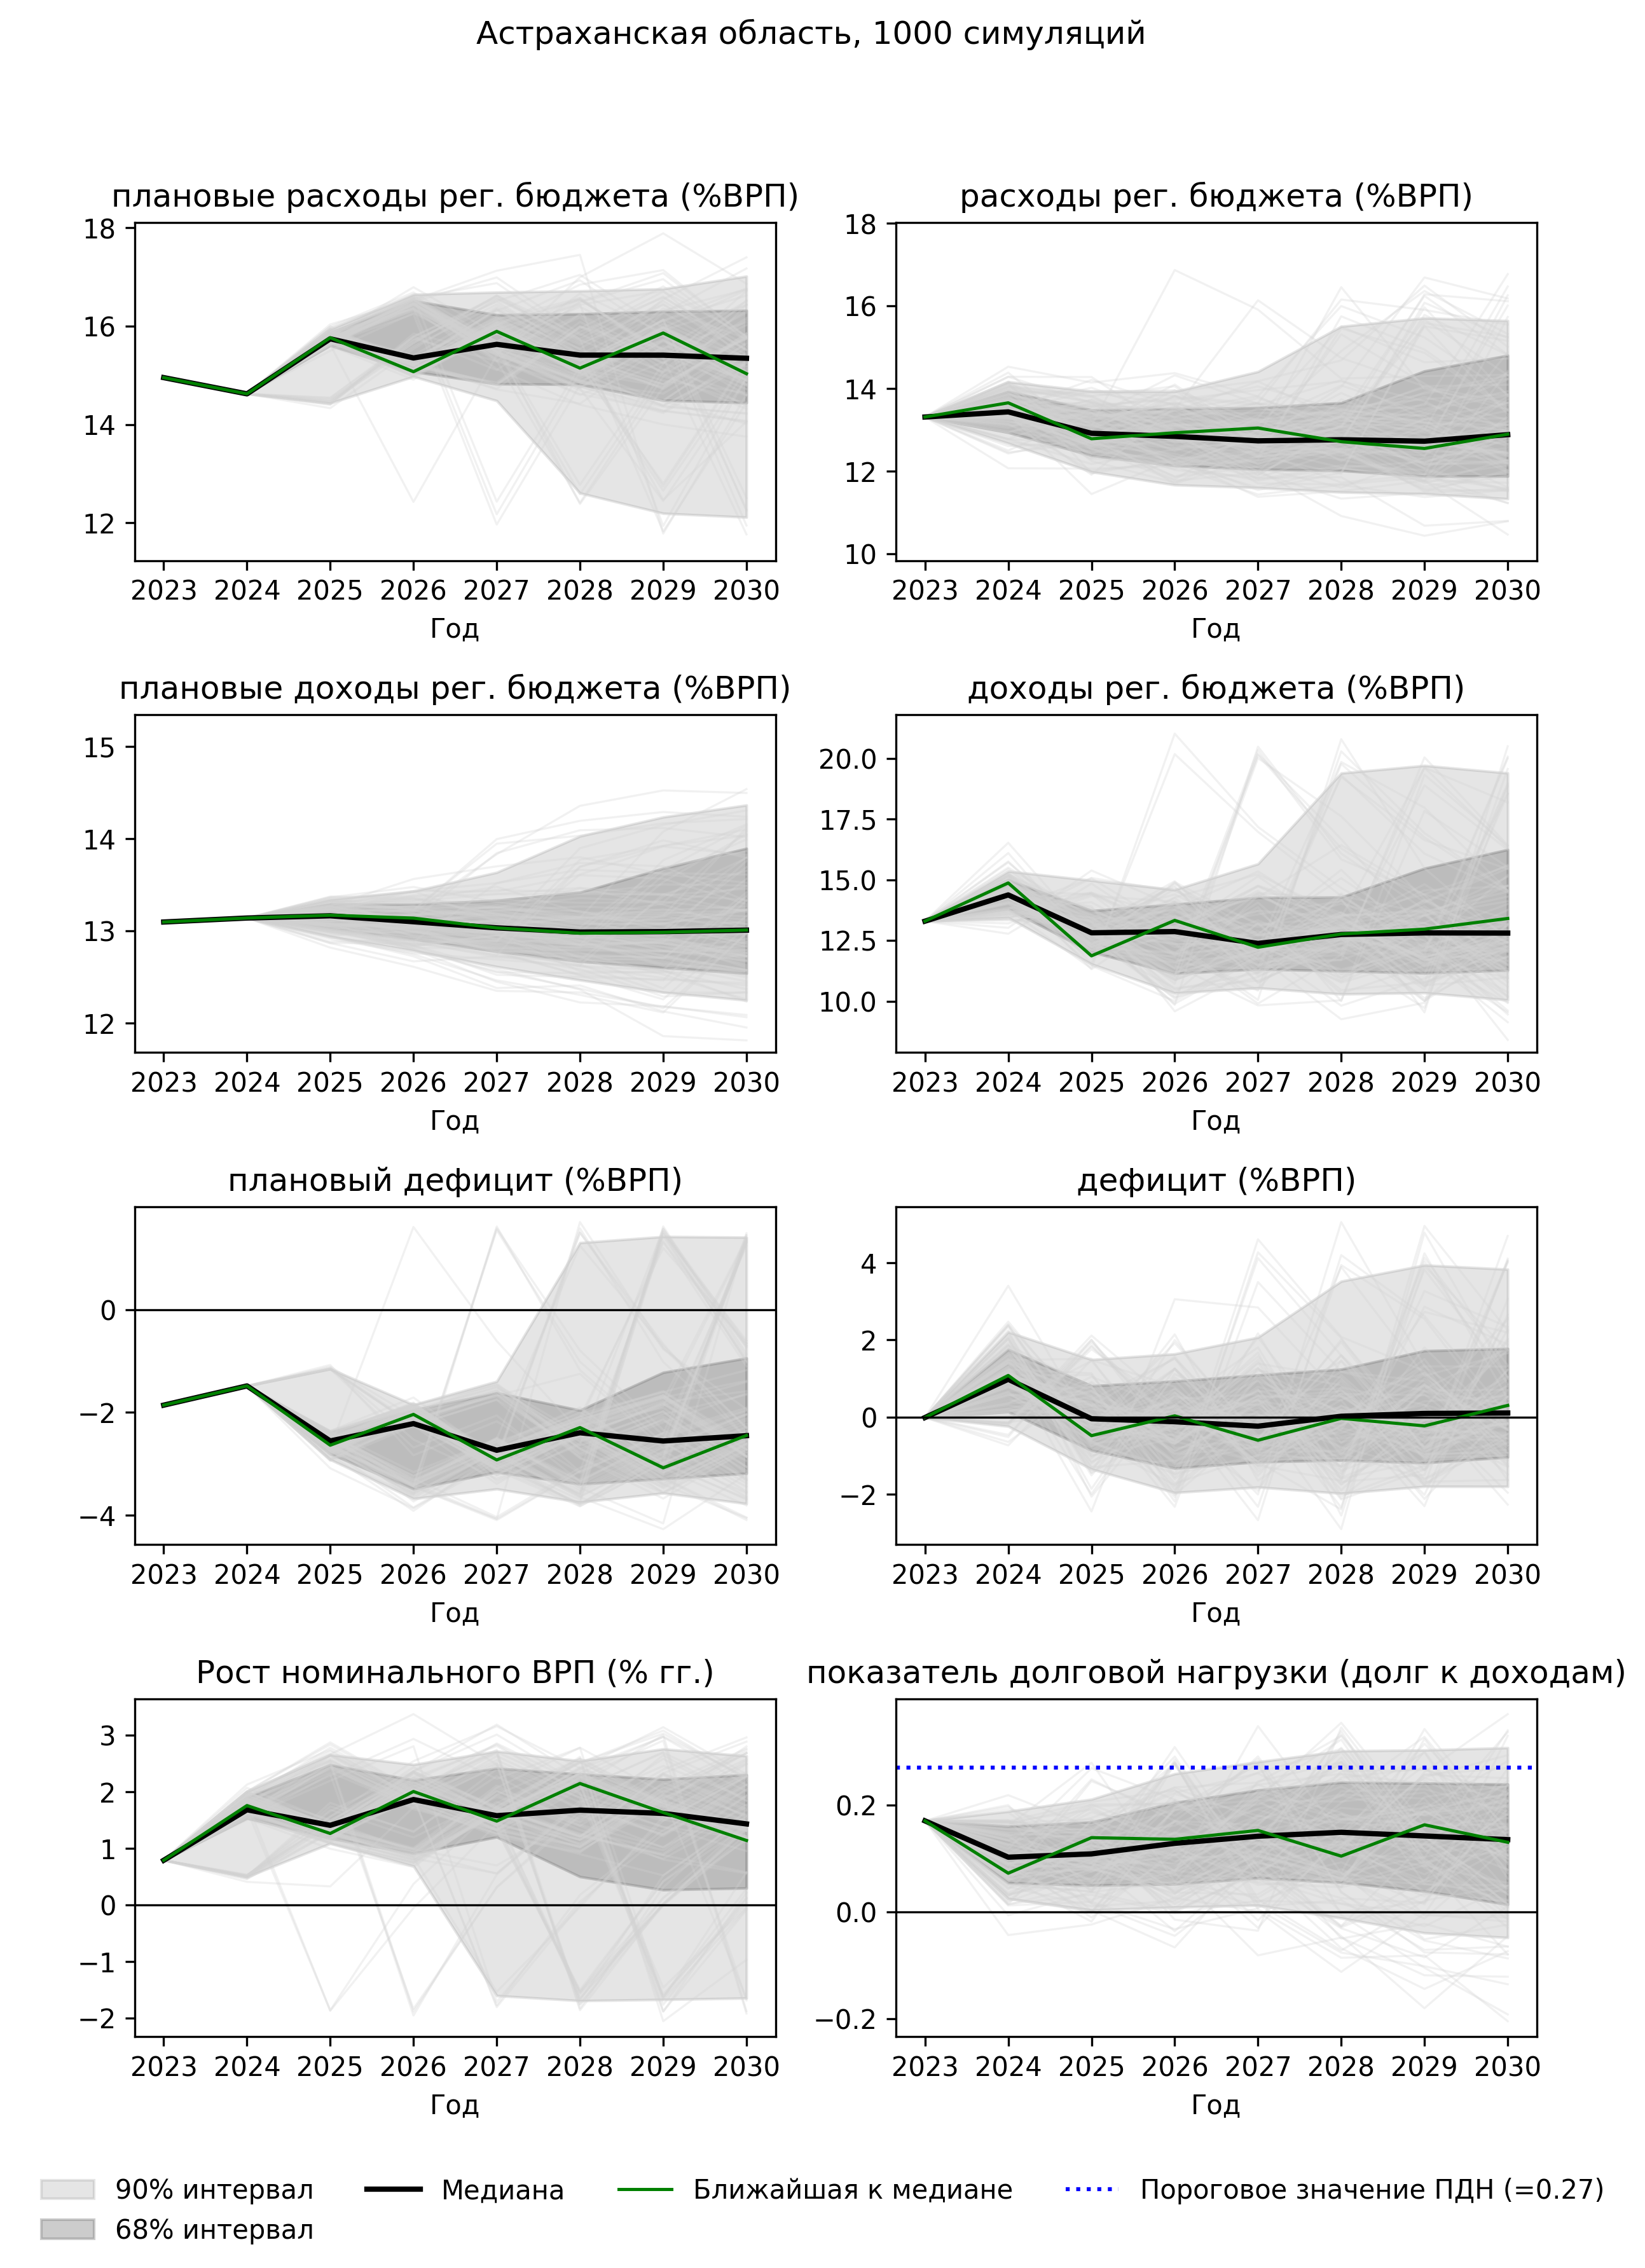 Астраханская область, 1000 симуляций
плановые расходы рег. бюджета (%ВРП)
18
16
14
12
2023 2024 2025 2026 2027 2028 2029 2030
Год
расходы рег. бюджета (%ВРП)
18
16
14
12
10
2023 2024 2025 2026 2027 2028 2029 2030
Год
плановые доходы рег. бюджета (%ВРП)
15
14
13
12
2023 2024 2025 2026 2027 2028 2029 2030
Год
доходы рег. бюджета (%ВРП)
20.0
17.5
15.0
12.5
10.0
2023 2024 2025 2026 2027 2028 2029 2030
Год
плановый дефицит (%ВРП)
0
−2
−4
2023 2024 2025 2026 2027 2028 2029 2030
Год
дефицит (%ВРП)
4
2
0
−2
2023 2024 2025 2026 2027 2028 2029 2030
Год
Рост номинального ВРП (% гг.)
3
2
1
0
−1
−2
2023 2024 2025 2026 2027 2028 2029 2030
Год
показатель долговой нагрузки (долг к доходам)
0.2
0.0
−0.2
2023 2024 2025 2026 2027 2028 2029 2030
Год
90% интервал
68% интервал
Медиана
Ближайшая к медиане
Пороговое значение ПДН (=0.27)